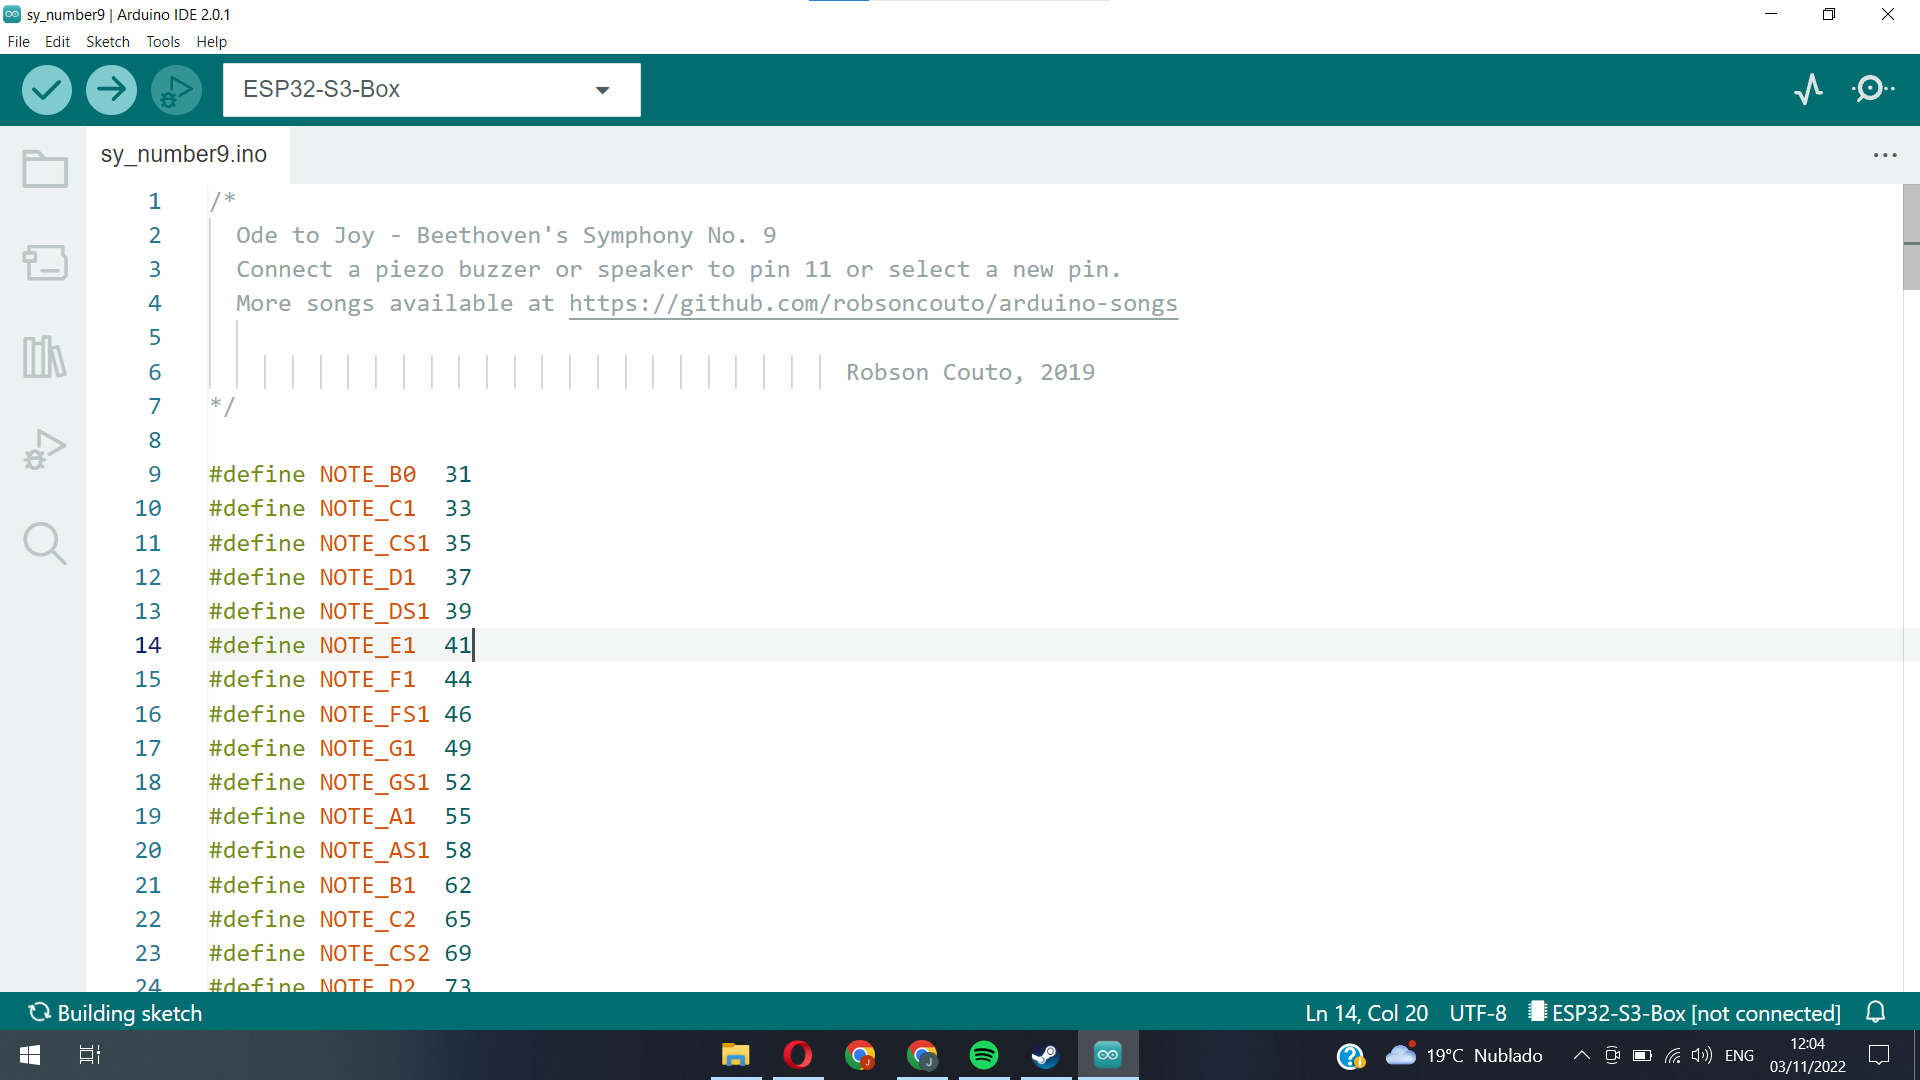 sy_number9 | Arduino IDE 2.0.1
File Edit Sketch Tools Help
ESP32-S3-Box
sy_number9.ino
1 /*
2 Ode to Joy - Beethoven's Symphony No. 9
3 Connect a piezo buzzer or speaker to pin 11 or select a new pin.
4 More songs available at https://github.com/robsoncouto/arduino-songs
5
6 Robson Couto, 2019
7 */
8
9 #define NOTE_B0 31
10 #define NOTE_C1 33
11 #define NOTE_CS1 35
12 #define NOTE_D1 37
13 #define NOTE_DS1 39
14 #define NOTE_E1 41
15 #define NOTE_F1 44
16 #define NOTE_FS1 46
17 #define NOTE_G1 49
18 #define NOTE_GS1 52
19 #define NOTE_A1 55
20 #define NOTE_AS1 58
21 #define NOTE_B1 62
22 #define NOTE_C2 65
23 #define NOTE_CS2 69
24 #define NOTE_D2 73
Building sketch Ln 14, Col 20 UTF-8 ESP32-S3-Box [not connected]
19°C Nublado ENG 12:04
03/11/2022